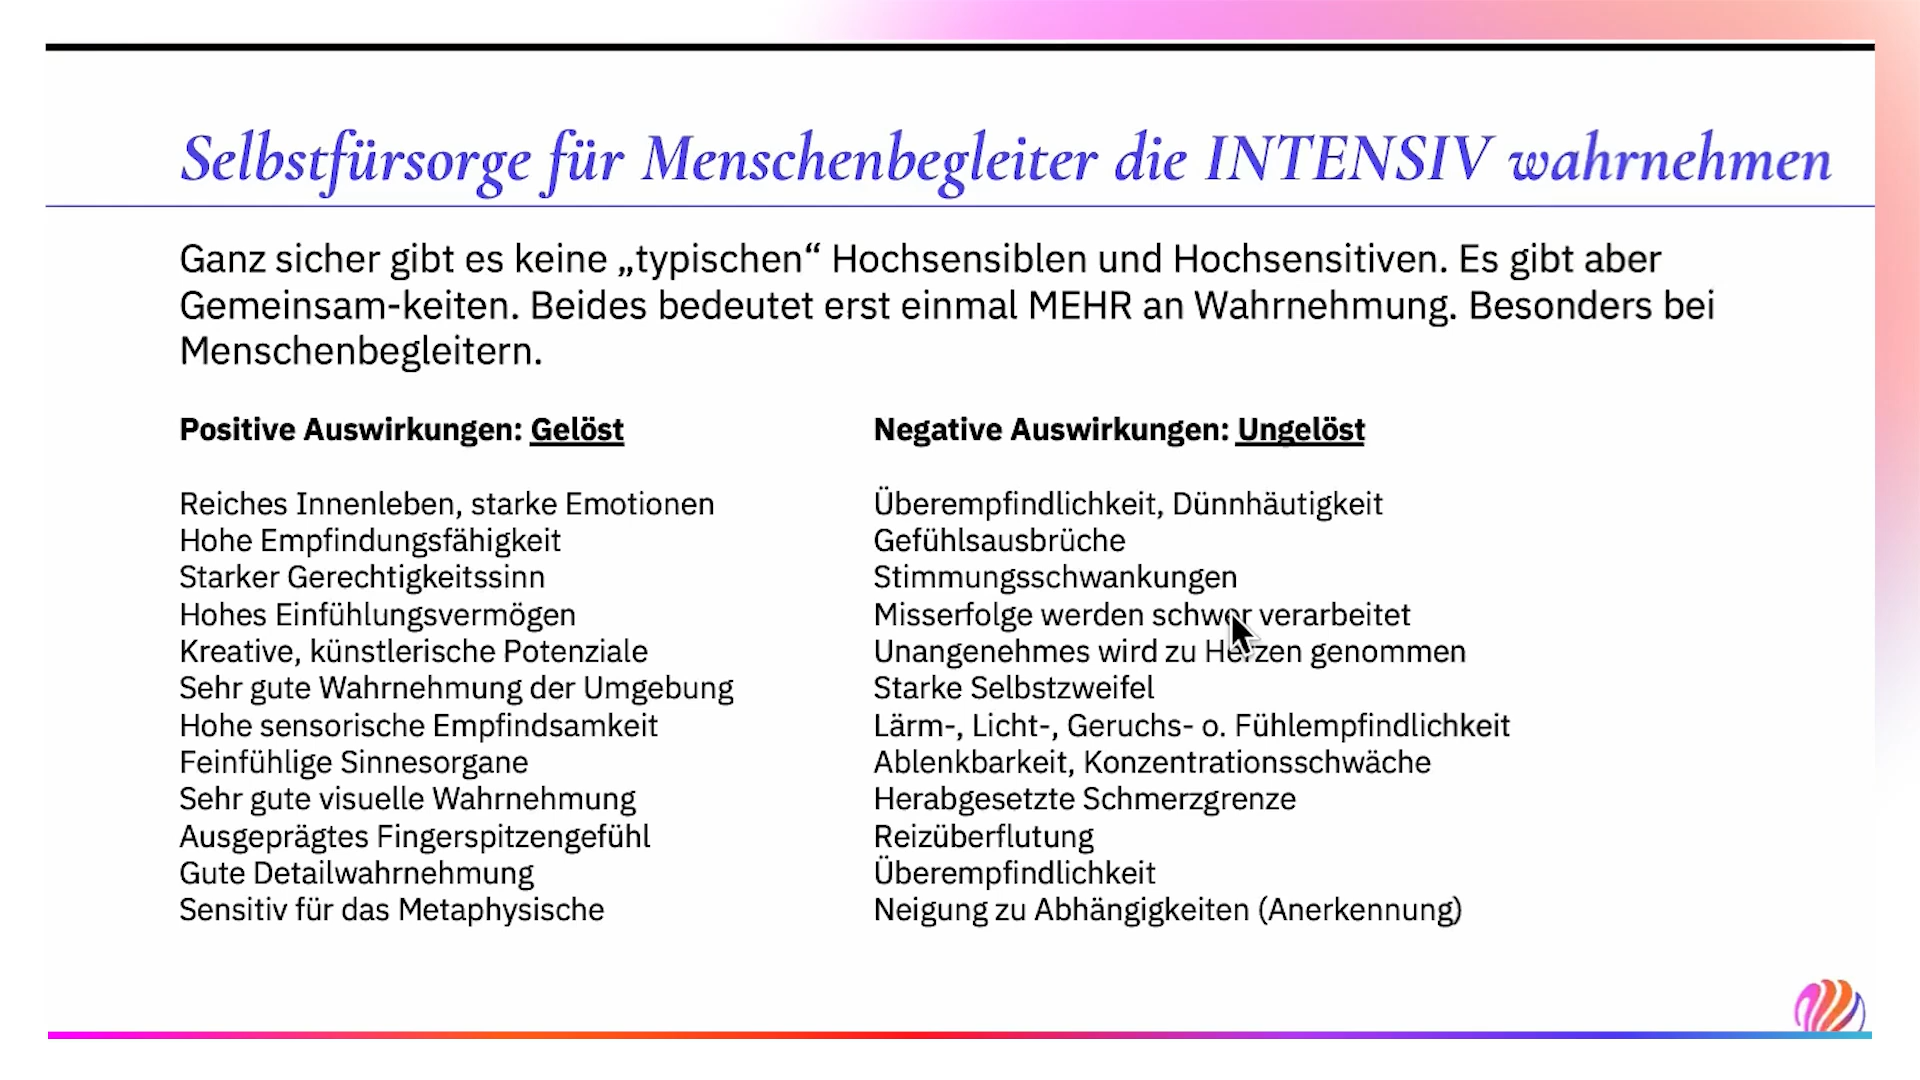 Selbstfürsorge für Menschenbegleiter die INTENSIV wahrnehmen
Ganz sicher gibt es keine „typischen“ Hochsensiblen und Hochsensitiven. Es gibt aber
Gemeinsam-keiten. Beides bedeutet erst einmal MEHR an Wahrnehmung. Besonders bei
Menschenbegleitern.
Positive Auswirkungen: Gelöst
Reiches Innenleben, starke Emotionen
Hohe Empfindungsfähigkeit
Starker Gerechtigkeitssinn
Hohes Einfühlungsvermögen
Kreative, künstlerische Potenziale
Sehr gute Wahrnehmung der Umgebung
Hohe sensorische Empfindsamkeit
Feinfühlige Sinnesorgane
Sehr gute visuelle Wahrnehmung
Ausgeprägtes Fingerspitzengefühl
Gute Detailwahrnehmung
Sensitiv für das Metaphysische
Negative Auswirkungen: Ungelöst
Überempfindlichkeit, Dünnhäutigkeit
Gefühlsausbrüche
Stimmungsschwankungen
Misserfolge werden schwer verarbeitet
Unangenehmes wird zu Herzen genommen
Starke Selbstzweifel
Lärm-, Licht-, Geruchs- o. Fühlempfindlichkeit
Ablenkbarkeit, Konzentrationsschwäche
Herabgesetzte Schmerzgrenze
Reizüberflutung
Überempfindlichkeit
Neigung zu Abhängigkeiten (Anerkennung)